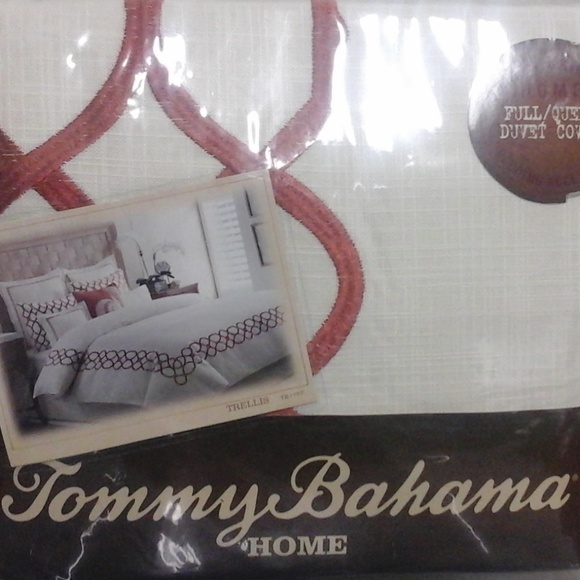 FULL/QUE
DUVET COV
TRELLIS
Tommy Bahama
HOME